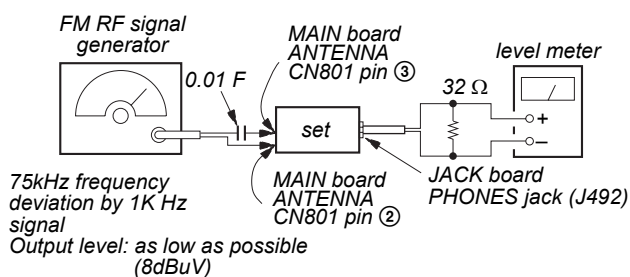 FM RF signal
generator
0.01 F
MAIN board
ANTENNA
CN801 pin ③
level meter
32 Ω
set
+
–
MAIN board
ANTENNA
CN801 pin ②
JACK board
PHONES jack (J492)
75kHz frequency
deviation by 1K Hz
signal
Output level: as low as possible
(8dBuV)